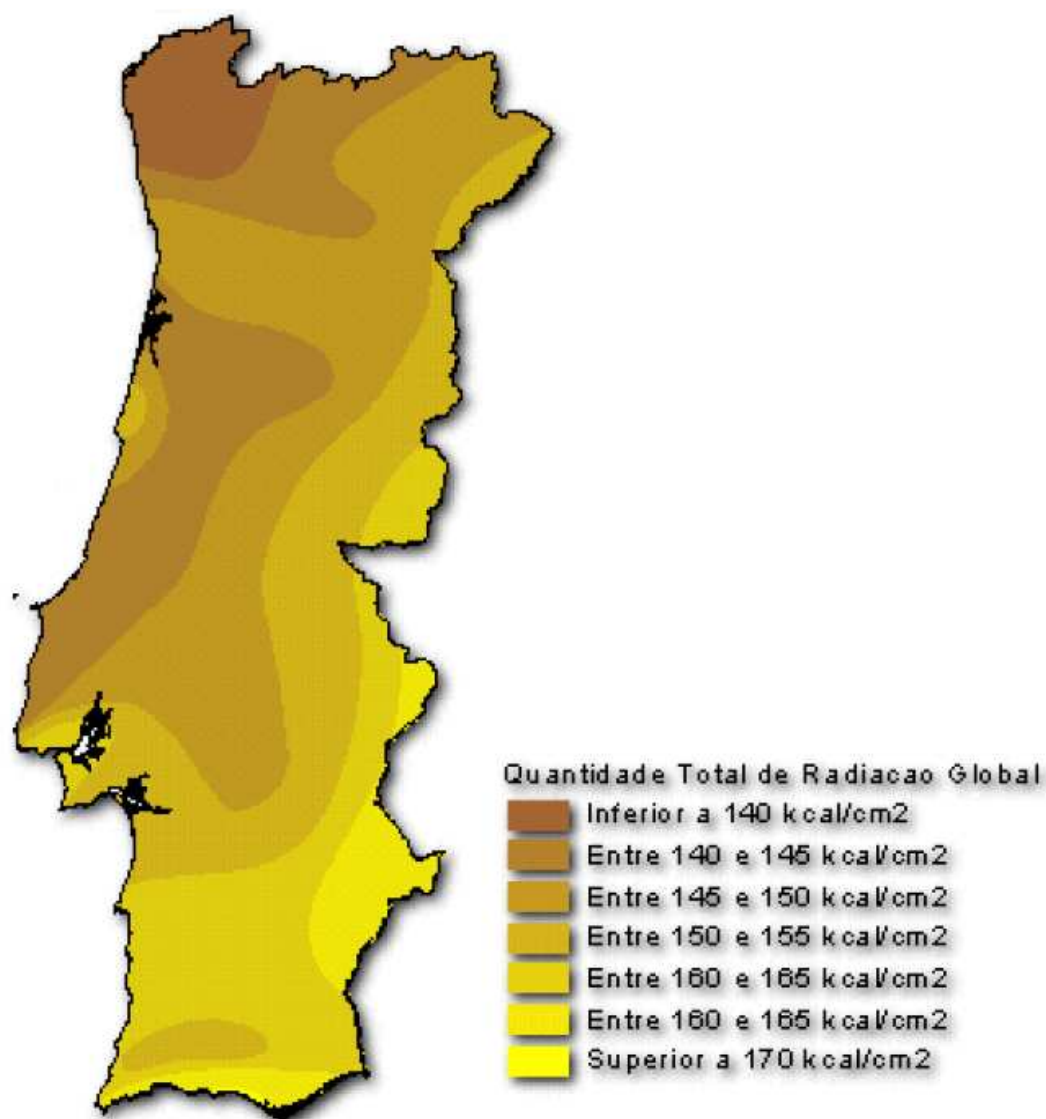 Quantidade Total de Radiacao Global
Inferior a 140 kcal/cm2
Entre 140 e 145 kcal/cm2
Entre 145 e 150 kcal/cm2
Entre 150 e 155 kcal/cm2
Entre 160 e 165 kcal/cm2
Entre 160 e 165 kcal/cm2
Superior a 170 kcal/cm2